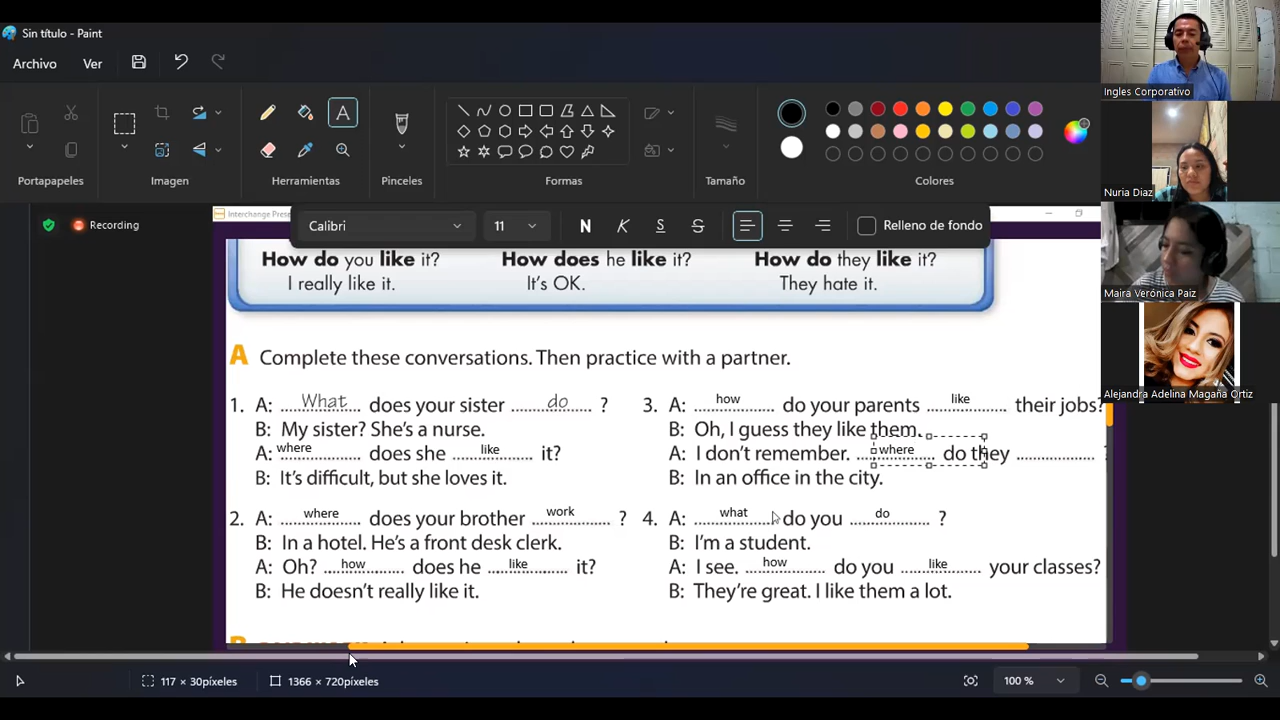 Sin título - Paint
Archivo Ver
Portapapeles Imagen Herramientas Pinceles Formas Tamaño Colores
Ingles Corporativo
Nuria Diaz
Maira Verónica Paiz
Alejandra Adelina Magaña Ortiz
Recording
Interchange Prese
Calibri 11 N K S S Relleno de fondo
How do you like it? How does he like it? How do they like it?
I really like it. It's OK. They hate it.
A Complete these conversations. Then practice with a partner.
1. A: What does your sister do ?
B: My sister? She's a nurse.
A: where does she like it?
B: It's difficult, but she loves it.
2. A: where does your brother work ?
B: In a hotel. He's a front desk clerk.
A: Oh? how does he like it?
B: He doesn't really like it.
3. A: how do your parents like their jobs?
B: Oh, I guess they like them.
A: I don't remember. where do they ?
B: In an office in the city.
4. A: what do you do ?
B: I'm a student.
A: I see. how do you like your classes?
B: They're great. I like them a lot.
117 × 30píxeles 1366 × 720píxeles 100 %